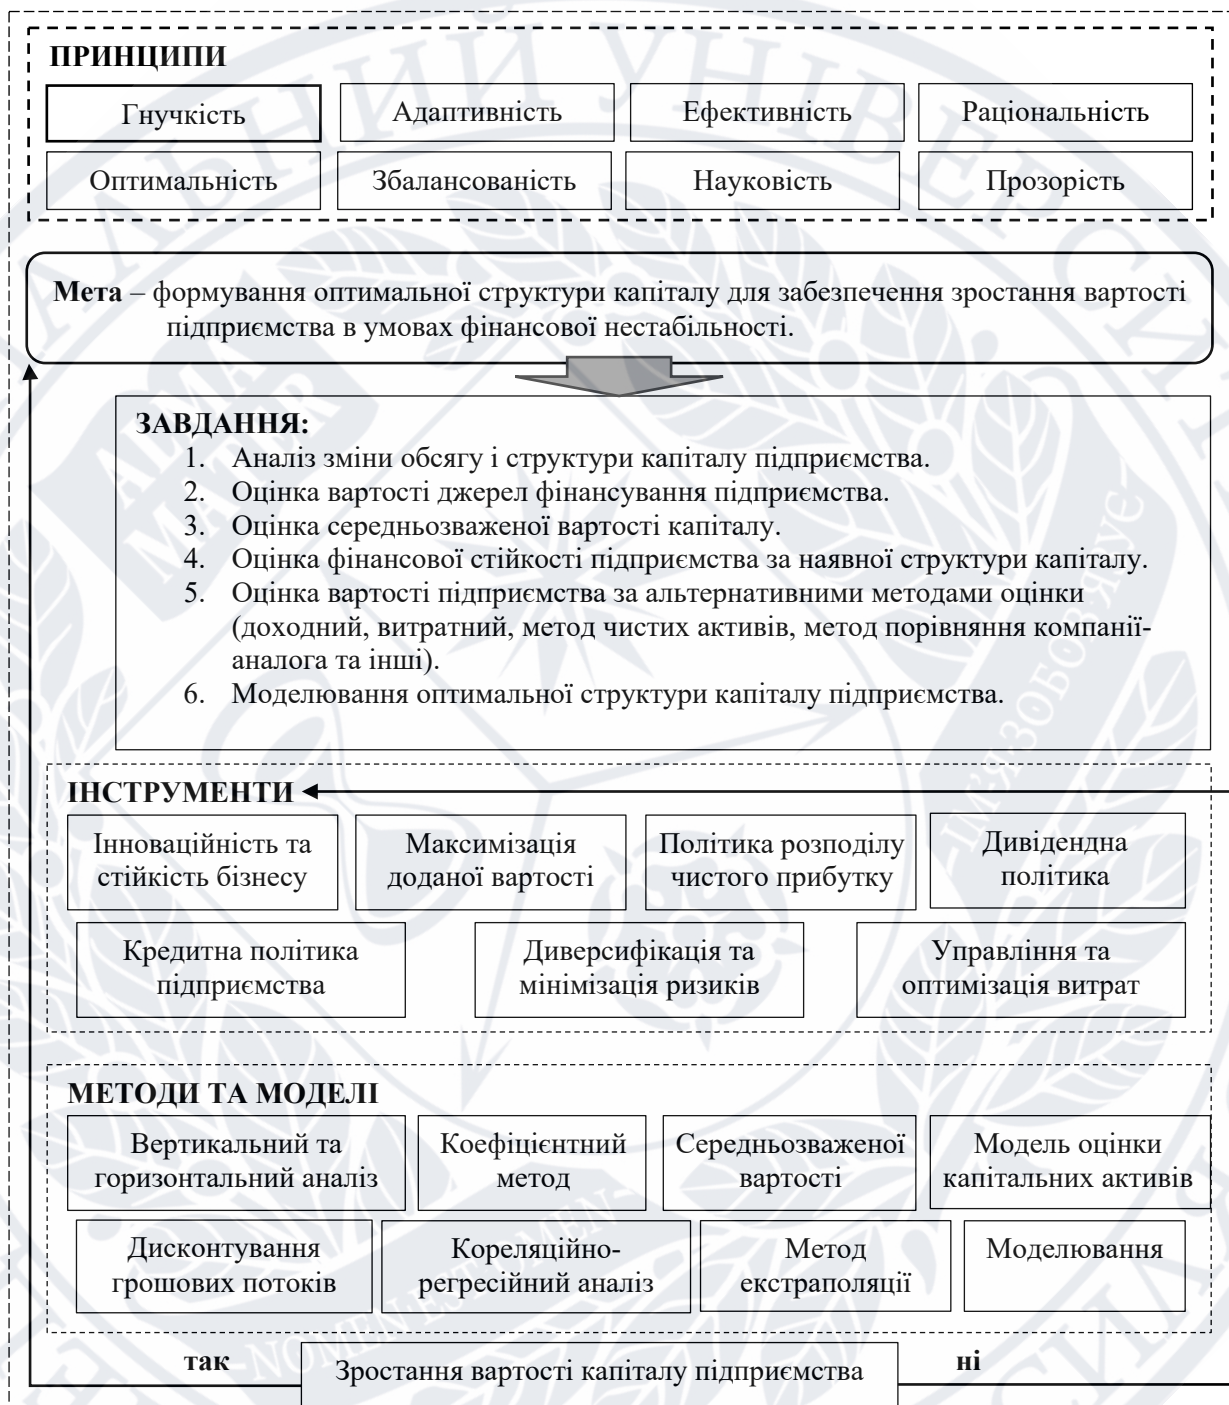 ПРИНЦИПИ
Гнучкість
Адаптивність
Ефективність
Раціональність
Оптимальність
Збалансованість
Науковість
Прозорість
Мета – формування оптимальної структури капіталу для забезпечення зростання вартості
підприємства в умовах фінансової нестабільності.
ЗАВДАННЯ:
1. Аналіз зміни обсягу і структури капіталу підприємства.
2. Оцінка вартості джерел фінансування підприємства.
3. Оцінка середньозваженої вартості капіталу.
4. Оцінка фінансової стійкості підприємства за наявної структури капіталу.
5. Оцінка вартості підприємства за альтернативними методами оцінки
(доходний, витратний, метод чистих активів, метод порівняння компанії-
аналога та інші).
6. Моделювання оптимальної структури капіталу підприємства.
ІНСТРУМЕНТИ
Інноваційність та
стійкість бізнесу
Максимізація
доданої вартості
Політика розподілу
чистого прибутку
Дивідендна
політика
Кредитна політика
підприємства
Диверсифікація та
мінімізація ризиків
Управління та
оптимізація витрат
МЕТОДИ ТА МОДЕЛІ
Вертикальний та
горизонтальний аналіз
Коефіцієнтний
метод
Середньозваженої
вартості
Модель оцінки
капітальних активів
Дисконтування
грошових потоків
Кореляційно-
регресійний аналіз
Метод
екстраполяції
Моделювання
так
Зростання вартості капіталу підприємства
ні
ALMA
MATER